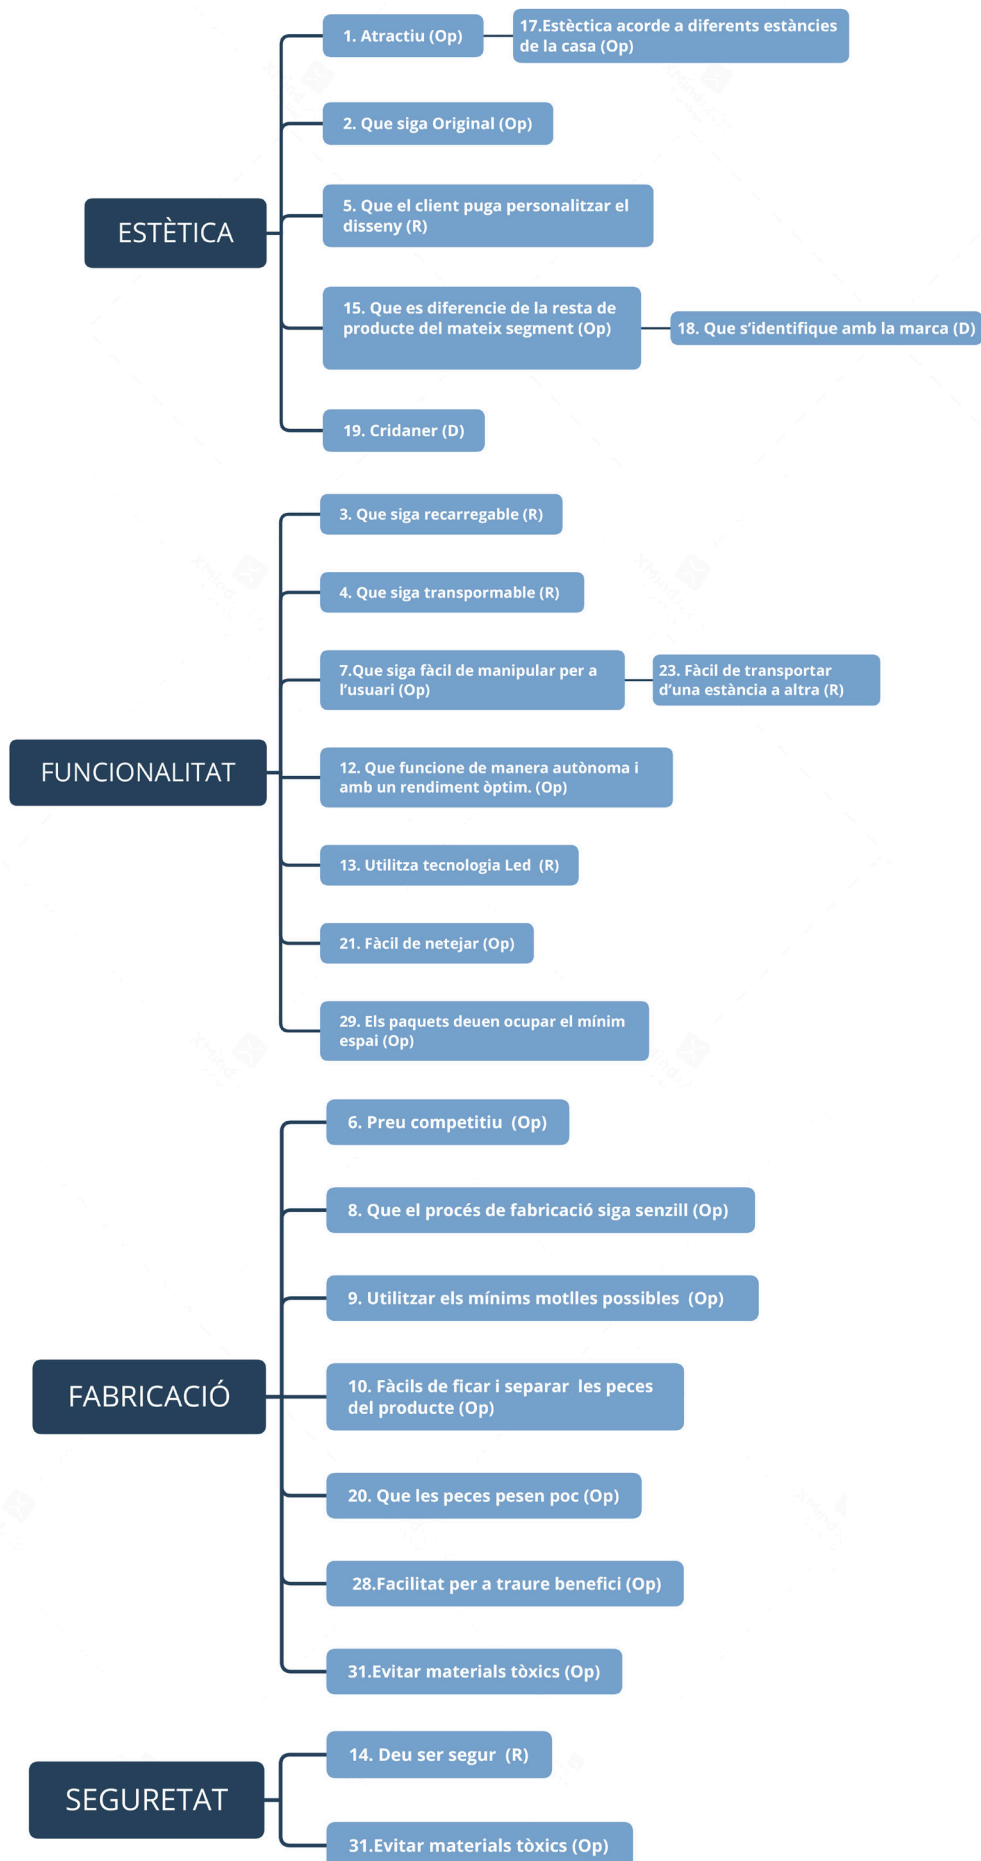 ESTÈTICA
1. Atractiu (Op)
17.Estèctica acorde a diferents estàncies
de la casa (Op)
2. Que siga Original (Op)
5. Que el client puga personalitzar el
disseny (R)
15. Que es diferencie de la resta de
producte del mateix segment (Op)
18. Que s’identifique amb la marca (D)
19. Cridaner (D)
FUNCIONALITAT
3. Que siga recarregable (R)
4. Que siga transpormable (R)
7.Que siga fàcil de manipular per a
l’usuari (Op)
23. Fàcil de transportar
d’una estància a altra (R)
12. Que funcione de manera autònoma i
amb un rendiment òptim. (Op)
13. Utilitza tecnologia Led (R)
21. Fàcil de netejar (Op)
29. Els paquets deuen ocupar el mínim
espai (Op)
FABRICACIÓ
6. Preu competitiu (Op)
8. Que el procés de fabricació siga senzill (Op)
9. Utilitzar els mínims motlles possibles (Op)
10. Fàcils de ficar i separar les peces
del producte (Op)
20. Que les peces pesen poc (Op)
28.Facilitat per a traure benefici (Op)
31.Evitar materials tòxics (Op)
SEGURETAT
14. Deu ser segur (R)
31.Evitar materials tòxics (Op)